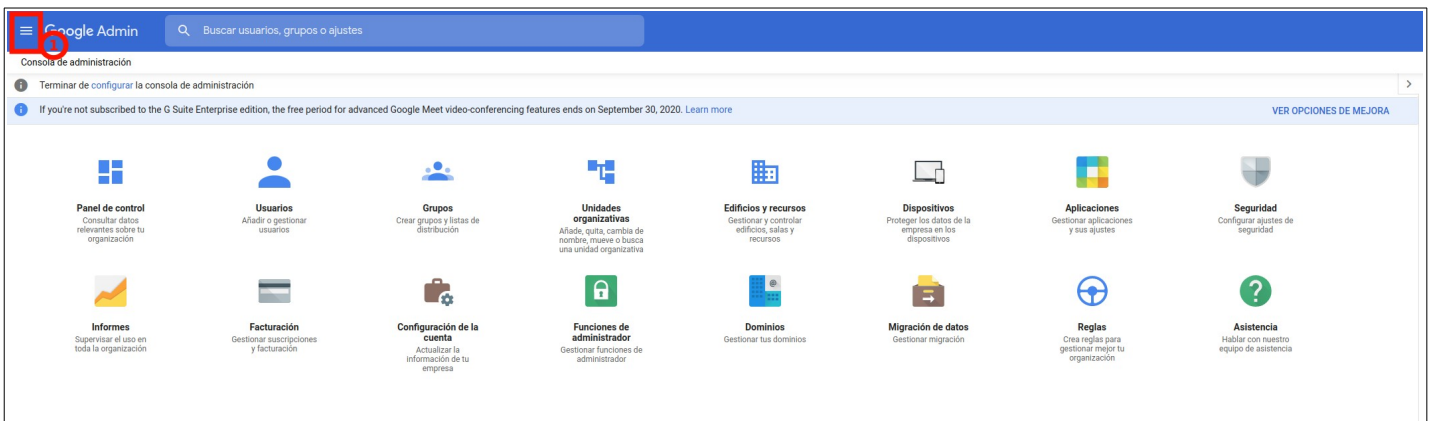 Google Admin
Buscar usuarios, grupos o ajustes
1
Consola de administración
Terminar de configurar la consola de administración
If you're not subscribed to the G Suite Enterprise edition, the free period for advanced Google Meet video-conferencing features ends on September 30, 2020. Learn more
VER OPCIONES DE MEJORA
Panel de control
Consultar datos
relevantes sobre tu
organización
Usuarios
Añadir o gestionar
usuarios
Grupos
Crear grupos y listas de
distribución
Unidades
organizativas
Añade, quita, cambia de
nombre, mueve o busca
una unidad organizativa
Edificios y recursos
Gestionar y controlar
edificios, salas y
recursos
Dispositivos
Proteger los datos de la
empresa en los
dispositivos
Aplicaciones
Gestionar aplicaciones
y sus ajustes
Seguridad
Configurar ajustes de
seguridad
Informes
Supervisar el uso en
toda la organización
Facturación
Gestionar suscripciones
y facturación
Configuración de la
cuenta
Actualizar la
información de tu
empresa
Funciones de
administrador
Gestionar funciones de
administrador
Dominios
Gestionar tus dominios
Migración de datos
Gestionar migración
Reglas
Crea reglas para
gestionar mejor tu
organización
Asistencia
Hablar con nuestro
equipo de asistencia